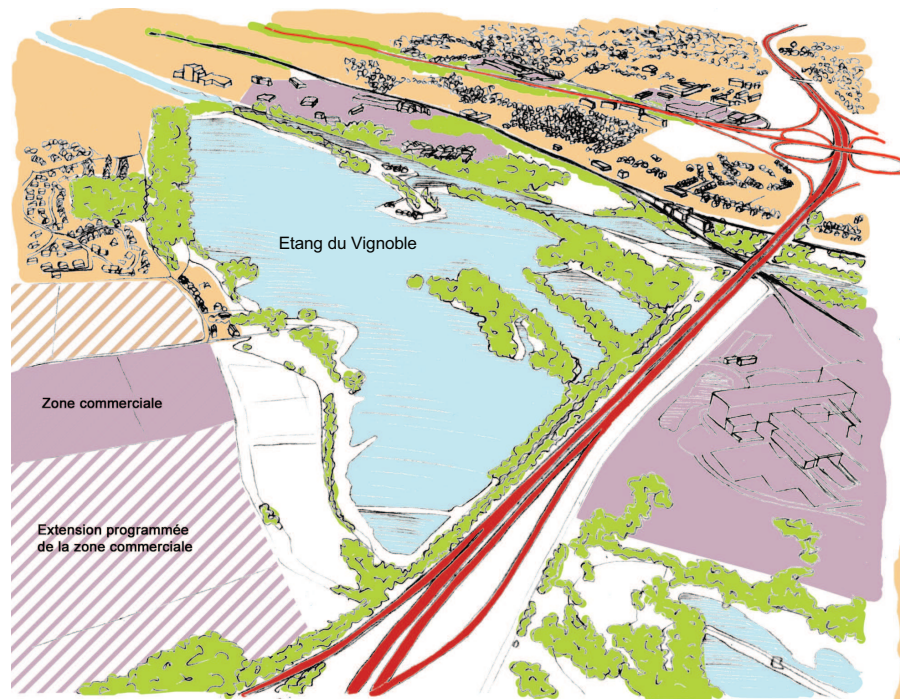 Etang du Vignoble
Zone commerciale
Extension programmée
de la zone commerciale